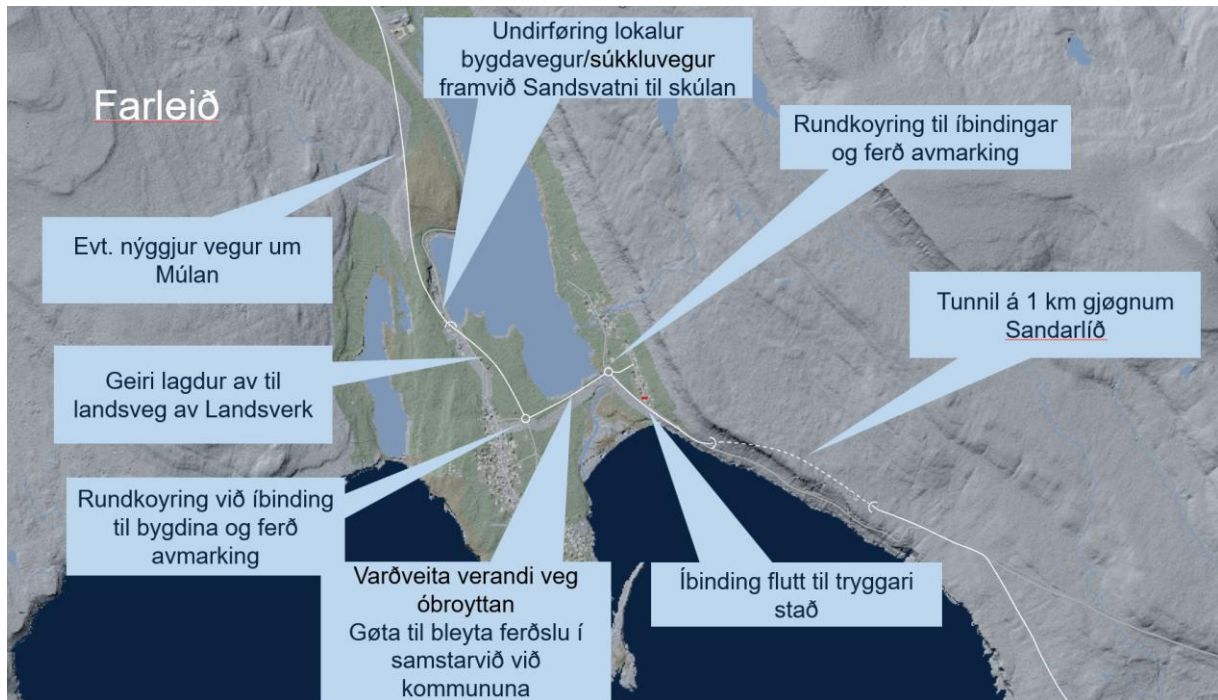 Farleið
Undirføring lokalur
bygdavegur/súkkluvegur
framvið Sandsvatni til skúlan
Rundkoyring til íbindingar
og ferð avmarking
Evt. nýggjur vegur um
Múlan
Tunnil á 1 km gjøgnum
Sandarlíð
Geiri lagdur av til
landsveg av Landsverk
Rundkoyring við íbinding
til bygdina og ferð
avmarking
Varðveita verandi veg
óbroyttan
Gøta til bleyta ferðslu í
samstarvið við
kommununa
Íbinding flutt til tryggari
stað